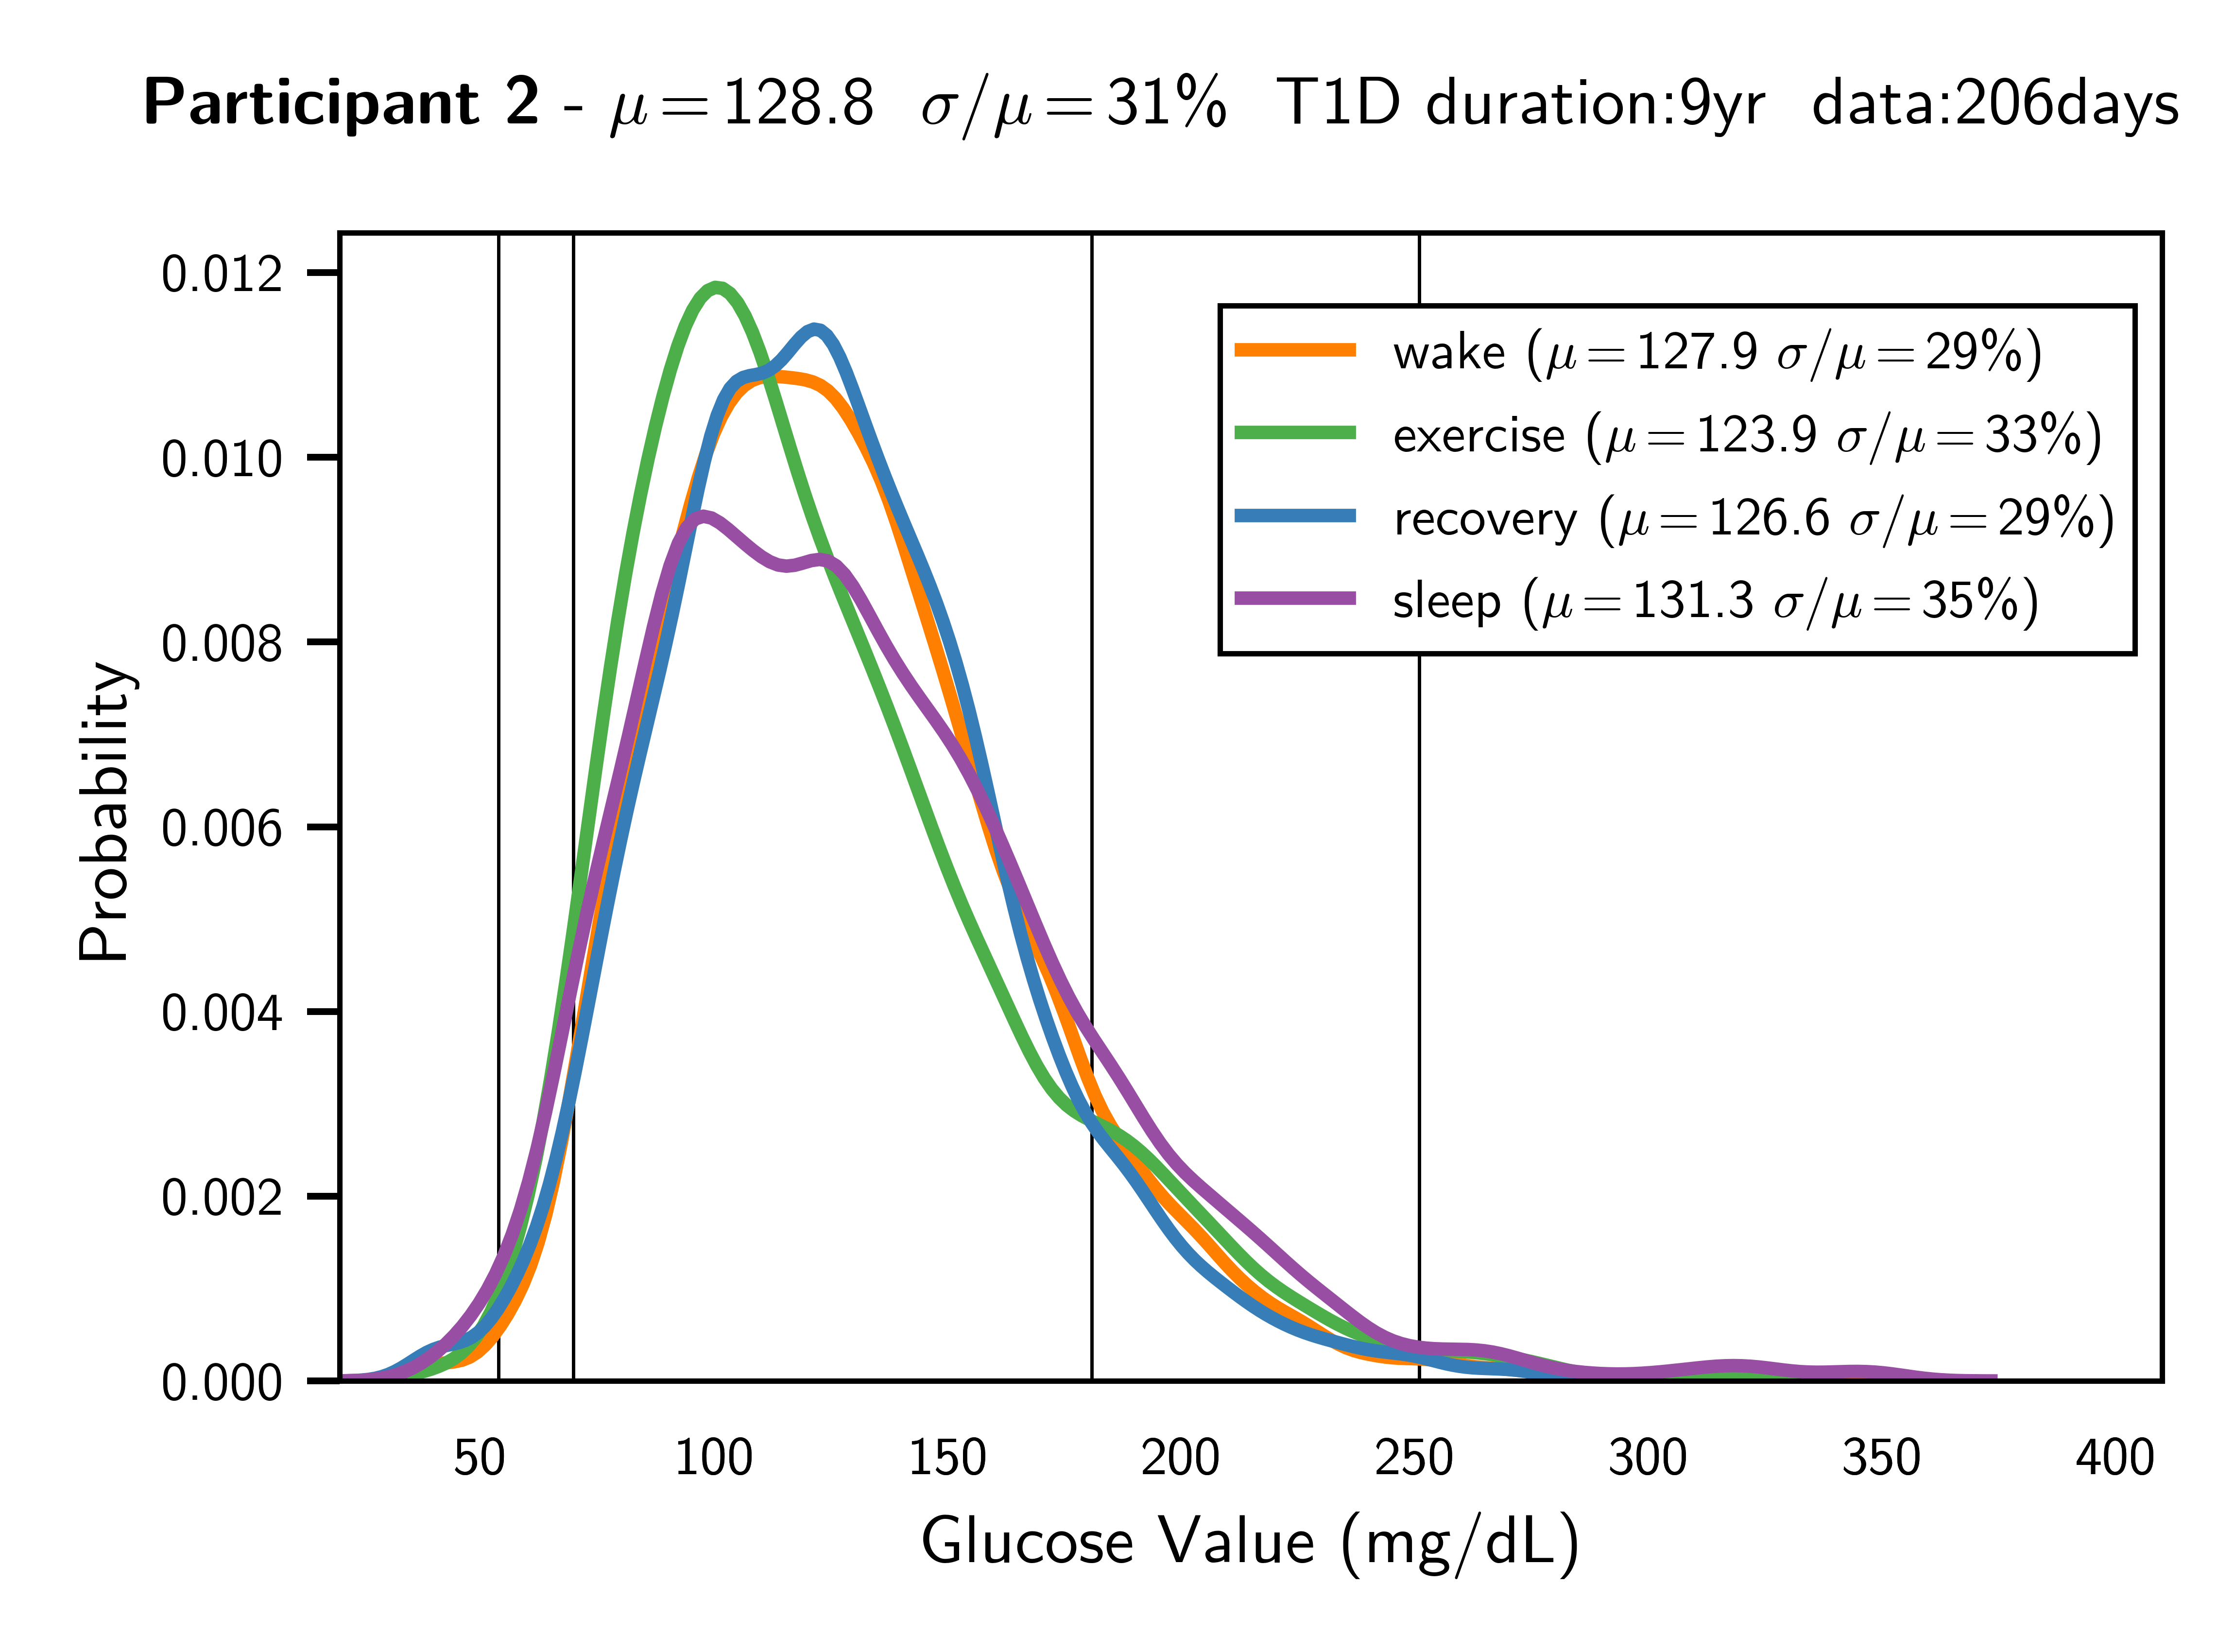 Participant 2 - μ = 128.8 σ/μ = 31% T1D duration:9yr data:206days
0.012
0.010
0.008
0.006
0.004
0.002
0.000
Probability
wake (μ = 127.9 σ/μ = 29%)
exercise (μ = 123.9 σ/μ = 33%)
recovery (μ = 126.6 σ/μ = 29%)
sleep (μ = 131.3 σ/μ = 35%)
50 100 150 200 250 300 350 400
Glucose Value (mg/dL)